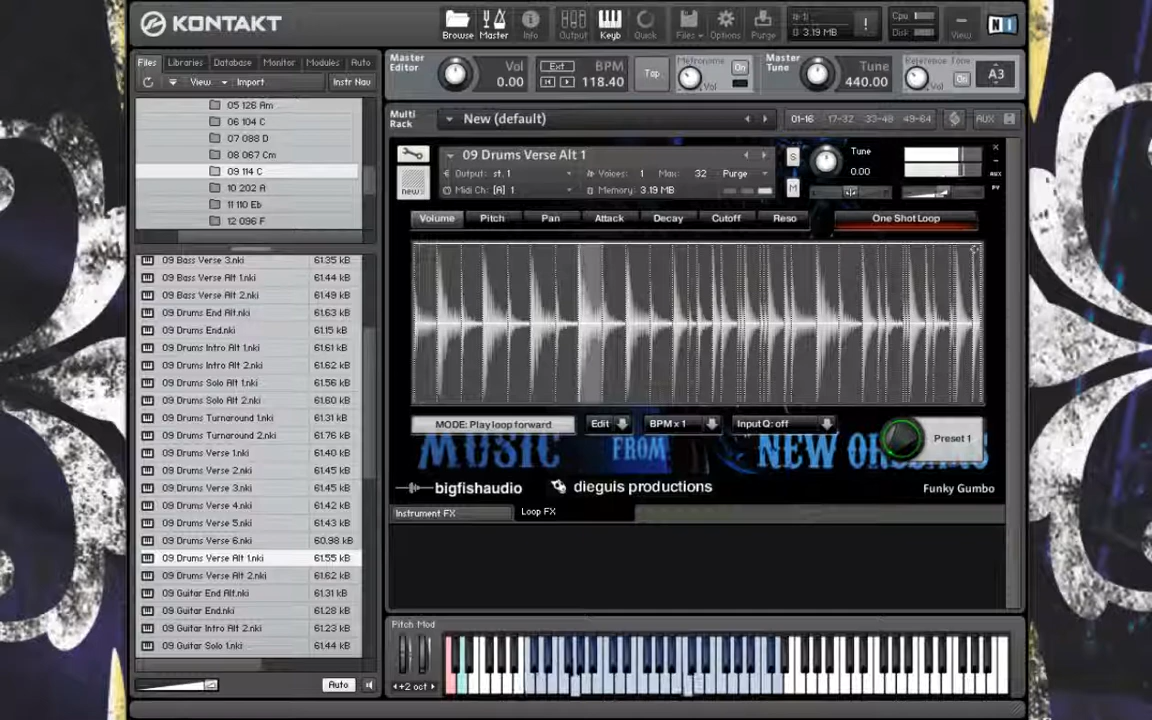 KONTAKT
Browse Master Info Output Keyb Quick Files Options Purge 3.19 MB ! Cpu Disk View NI
Files Libraries Database Monitor Modules Auto
View Import Instr Nav
05 126 Am
06 104 C
07 088 D
08 067 Cm
09 114 C
10 202 A
11 110 Eb
12 096 F
09 Bass Verse 3.nki 61.35 kB
09 Bass Verse Alt 1.nki 61.44 kB
09 Bass Verse Alt 2.nki 61.49 kB
09 Drums End Alt.nki 61.63 kB
09 Drums End.nki 61.15 kB
09 Drums Intro Alt 1.nki 61.61 kB
09 Drums Intro Alt 2.nki 61.62 kB
09 Drums Solo Alt 1.nki 61.56 kB
09 Drums Solo Alt 2.nki 61.60 kB
09 Drums Turnaround 1.nki 61.31 kB
09 Drums Turnaround 2.nki 61.76 kB
09 Drums Verse 1.nki 61.40 kB
09 Drums Verse 2.nki 61.45 kB
09 Drums Verse 3.nki 61.45 kB
09 Drums Verse 4.nki 61.42 kB
09 Drums Verse 5.nki 61.43 kB
09 Drums Verse 6.nki 60.98 kB
09 Drums Verse Alt 1.nki 61.55 kB
09 Drums Verse Alt 2.nki 61.62 kB
09 Guitar End Alt.nki 61.31 kB
09 Guitar End.nki 61.28 kB
09 Guitar Intro Alt 2.nki 61.23 kB
09 Guitar Solo 1.nki 61.44 kB
Auto
Master Editor Vol 0.00 Ext BPM 118.40 Tap Metronome Vol On Master Tune Tune 440.00 Reference Tone Vol On A3
Multi Rack New (default) 01-16 17-32 33-48 49-64 AUX
09 Drums Verse Alt 1 S Tune
Output: st. 1 Voices: 1 Max: 32 Purge 0.00
new Midi Ch: [A] 1 Memory: 3.19 MB M
AUX
PV
Volume Pitch Pan Attack Decay Cutoff Reso One Shot Loop
MODE: Play loop forward Edit BPM x 1 Input Q: off Preset 1
MUSIC FROM NEW ORLEANS
bigfishaudio dieguis productions Funky Gumbo
Instrument FX Loop FX
Pitch Mod
+2 oct